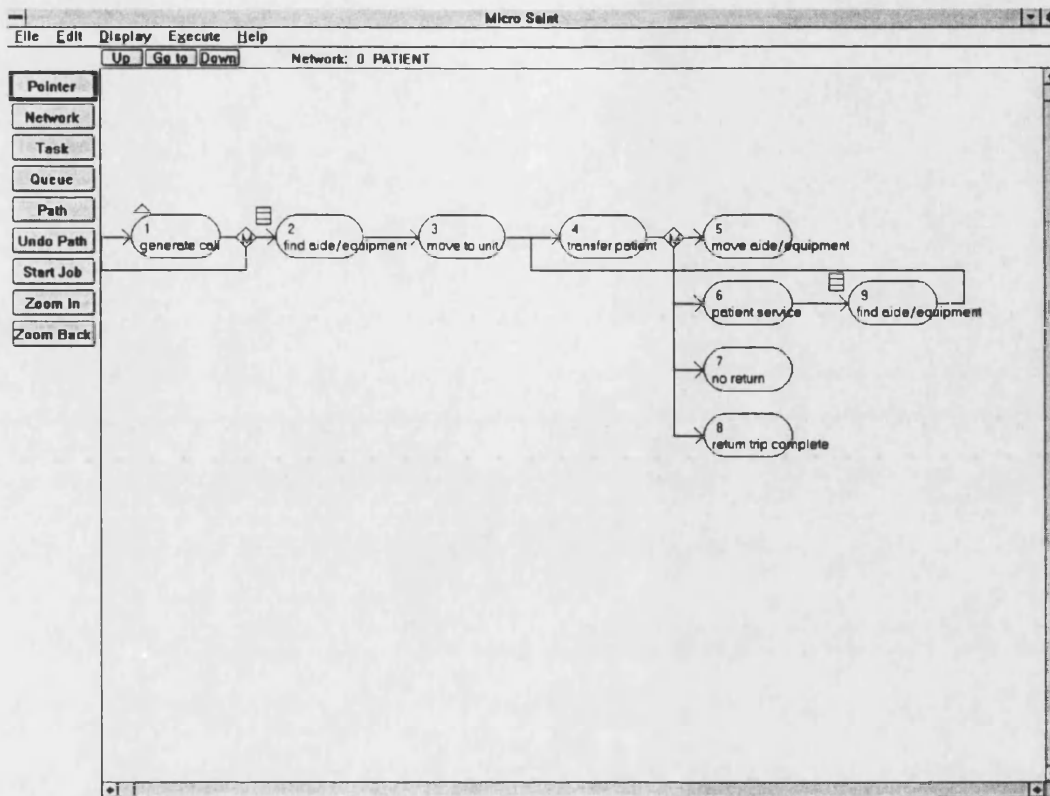 Micro Saint
File Edit Display Execute Help
Up Go to Down Network: 0 PATIENT
Pointer
Network
Task
Queue
Path
Undo Path
Start Job
Zoom In
Zoom Back
1
generate call
2
find aide/equipment
3
move to unit
4
transfer patient
5
move aide/equipment
6
patient service
9
find aide/equipment
7
no return
8
return trip complete